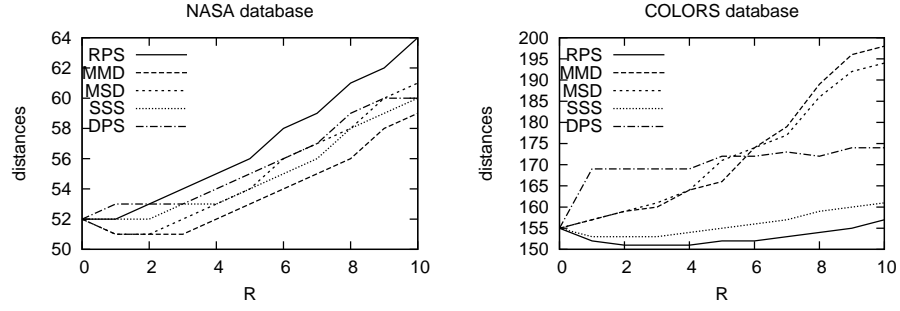 NASA database
distances
64
62
60
58
56
54
52
50
RPS
MMD
MSD
SSS
DPS
0 2 4 6 8 10
R
COLORS database
distances
200
195
190
185
180
175
170
165
160
155
150
RPS
MMD
MSD
SSS
DPS
0 2 4 6 8 10
R